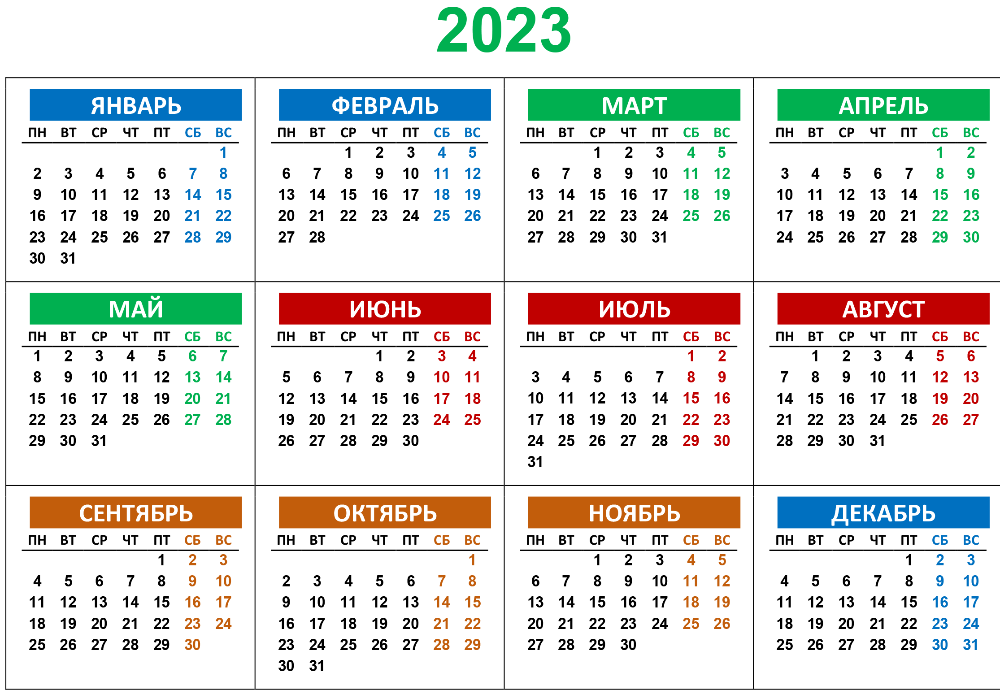 2023
ЯНВАРЬ
ПН ВТ СР ЧТ ПТ СБ ВС
1
2 3 4 5 6 7 8
9 10 11 12 13 14 15
16 17 18 19 20 21 22
23 24 25 26 27 28 29
30 31
ФЕВРАЛЬ
ПН ВТ СР ЧТ ПТ СБ ВС
1 2 3 4 5
6 7 8 9 10 11 12
13 14 15 16 17 18 19
20 21 22 23 24 25 26
27 28
МАРТ
ПН ВТ СР ЧТ ПТ СБ ВС
1 2 3 4 5
6 7 8 9 10 11 12
13 14 15 16 17 18 19
20 21 22 23 24 25 26
27 28 29 30 31
АПРЕЛЬ
ПН ВТ СР ЧТ ПТ СБ ВС
1 2
3 4 5 6 7 8 9
10 11 12 13 14 15 16
17 18 19 20 21 22 23
24 25 26 27 28 29 30
МАЙ
ПН ВТ СР ЧТ ПТ СБ ВС
1 2 3 4 5 6 7
8 9 10 11 12 13 14
15 16 17 18 19 20 21
22 23 24 25 26 27 28
29 30 31
ИЮНЬ
ПН ВТ СР ЧТ ПТ СБ ВС
1 2 3 4
5 6 7 8 9 10 11
12 13 14 15 16 17 18
19 20 21 22 23 24 25
26 27 28 29 30
ИЮЛЬ
ПН ВТ СР ЧТ ПТ СБ ВС
1 2
3 4 5 6 7 8 9
10 11 12 13 14 15 16
17 18 19 20 21 22 23
24 25 26 27 28 29 30
31
АВГУСТ
ПН ВТ СР ЧТ ПТ СБ ВС
1 2 3 4 5 6
7 8 9 10 11 12 13
14 15 16 17 18 19 20
21 22 23 24 25 26 27
28 29 30 31
СЕНТЯБРЬ
ПН ВТ СР ЧТ ПТ СБ ВС
1 2 3
4 5 6 7 8 9 10
11 12 13 14 15 16 17
18 19 20 21 22 23 24
25 26 27 28 29 30
ОКТЯБРЬ
ПН ВТ СР ЧТ ПТ СБ ВС
1
2 3 4 5 6 7 8
9 10 11 12 13 14 15
16 17 18 19 20 21 22
23 24 25 26 27 28 29
30 31
НОЯБРЬ
ПН ВТ СР ЧТ ПТ СБ ВС
1 2 3 4 5
6 7 8 9 10 11 12
13 14 15 16 17 18 19
20 21 22 23 24 25 26
27 28 29 30
ДЕКАБРЬ
ПН ВТ СР ЧТ ПТ СБ ВС
1 2 3
4 5 6 7 8 9 10
11 12 13 14 15 16 17
18 19 20 21 22 23 24
25 26 27 28 29 30 31